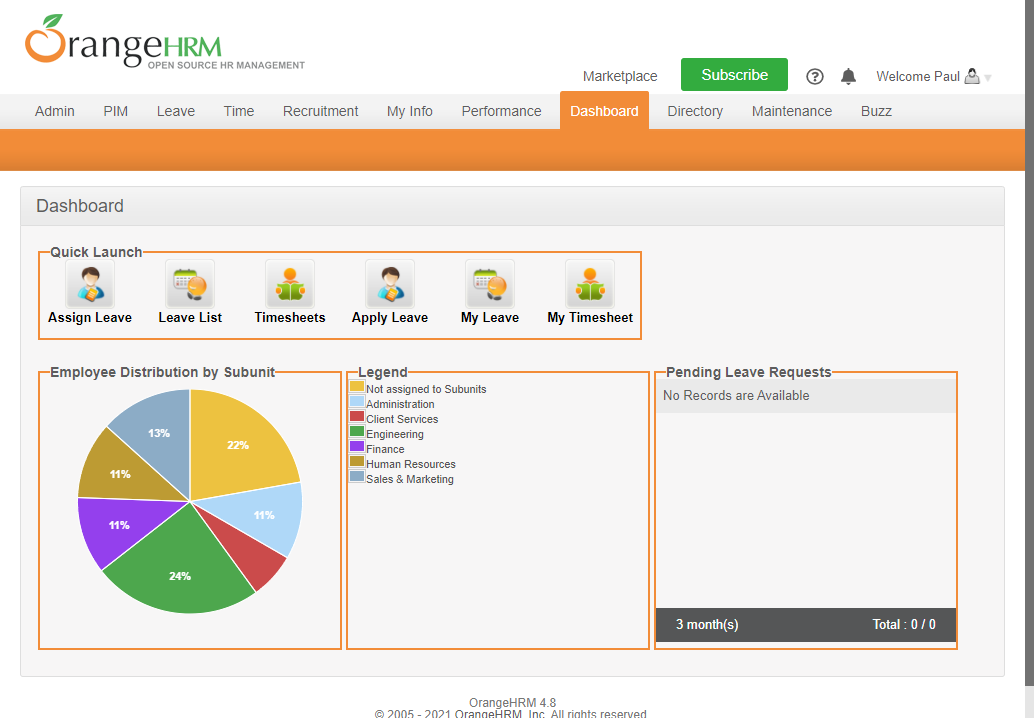 OrangeHRM
OPEN SOURCE HR MANAGEMENT
Marketplace Subscribe ? Welcome Paul
Admin PIM Leave Time Recruitment My Info Performance Dashboard Directory Maintenance Buzz
Dashboard
Quick Launch
Assign Leave Leave List Timesheets Apply Leave My Leave My Timesheet
Employee Distribution by Subunit
22%
11%
24%
11%
11%
13%
Legend
Not assigned to Subunits
Administration
Client Services
Engineering
Finance
Human Resources
Sales & Marketing
Pending Leave Requests
No Records are Available
3 month(s) Total : 0 / 0
OrangeHRM 4.8
© 2005 - 2021 OrangeHRM, Inc. All rights reserved.